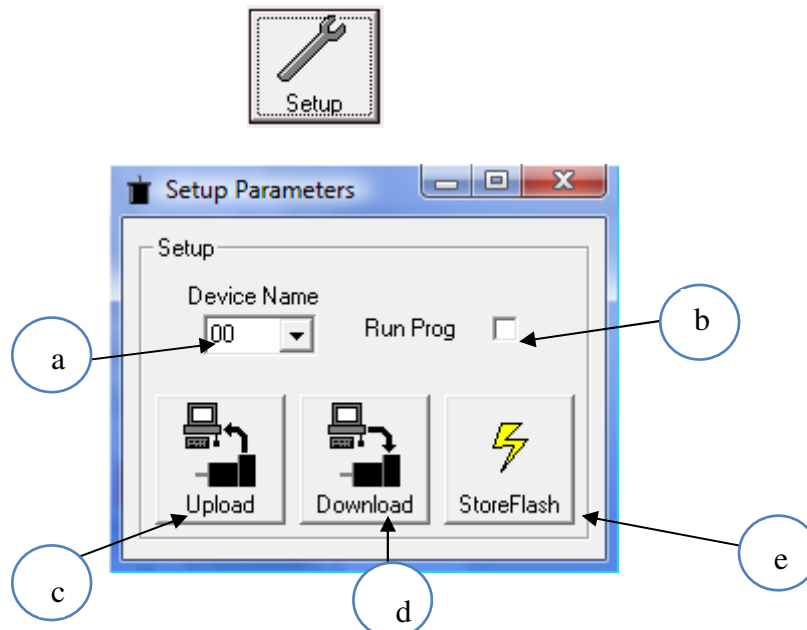 Setup
Setup Parameters
Setup
Device Name
00
Run Prog
a
b
Upload
Download
StoreFlash
c
d
e